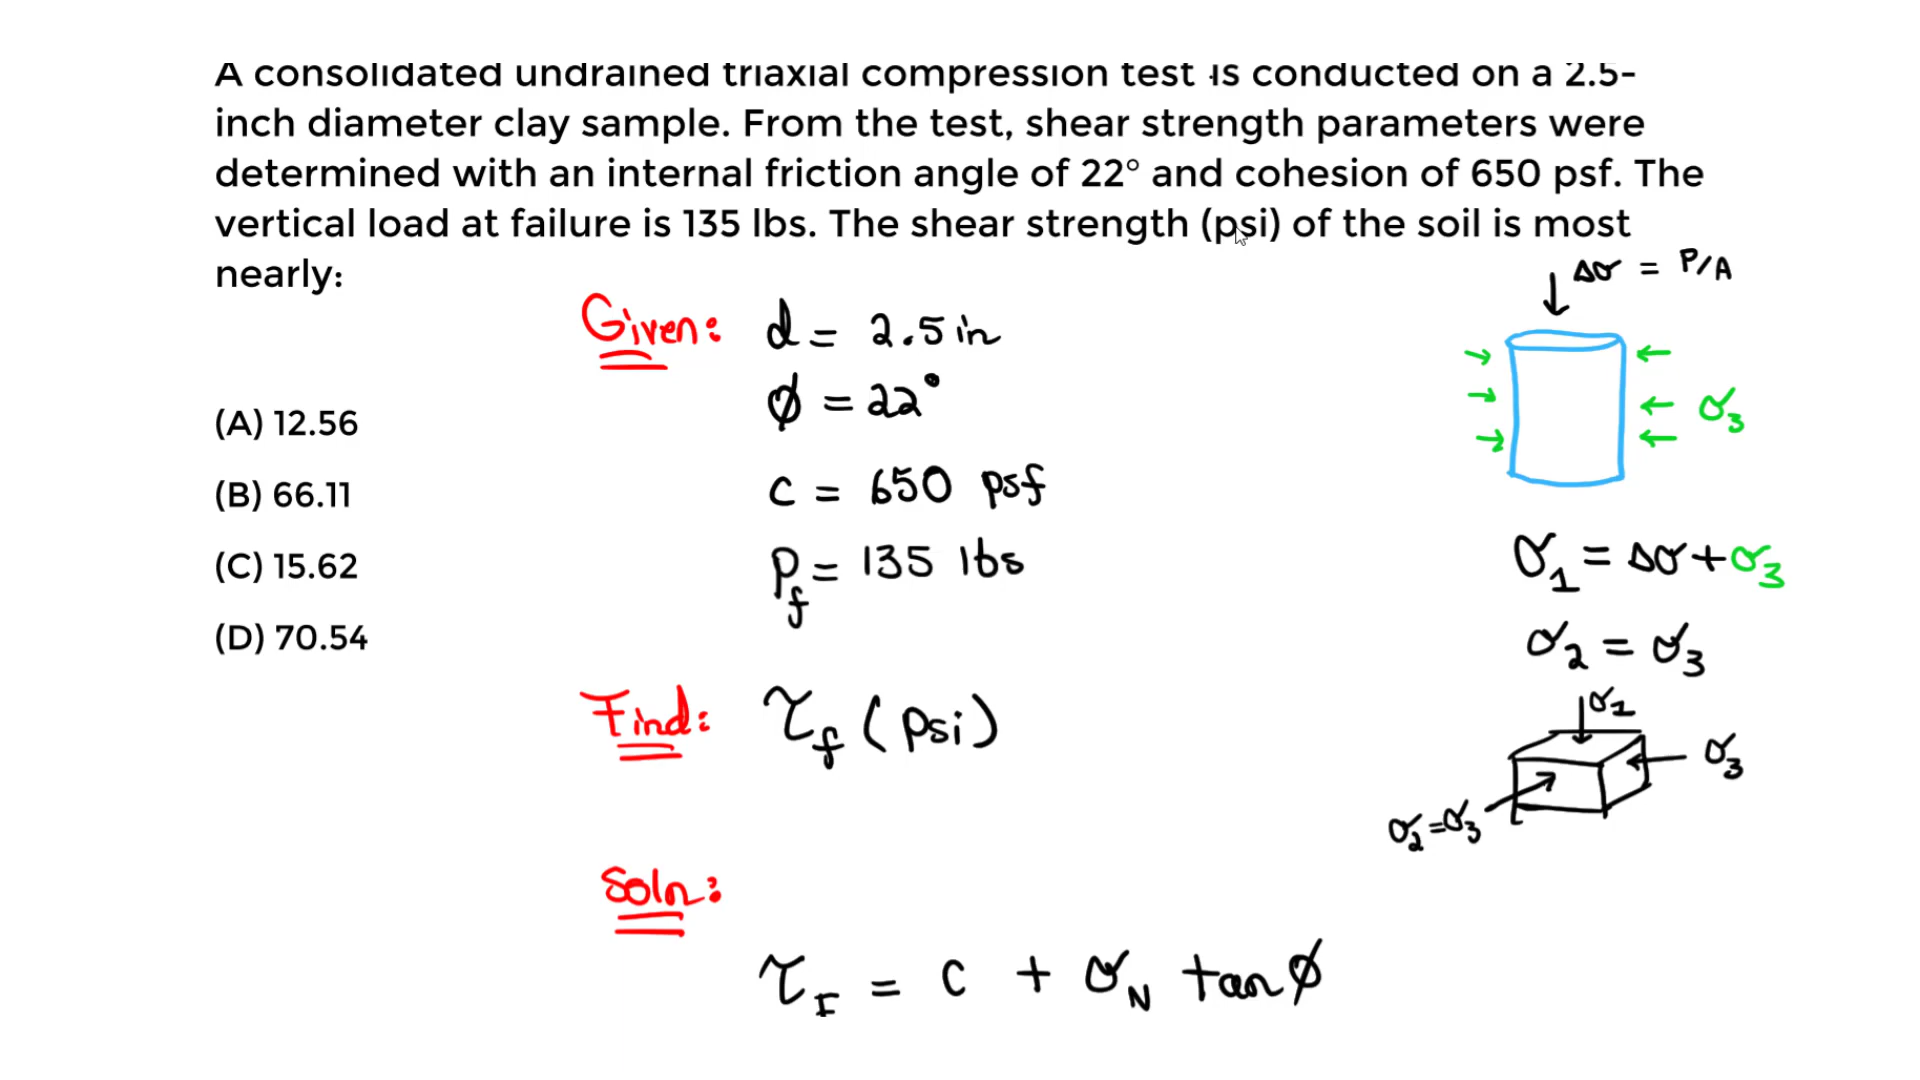 A consolidated undrained triaxial compression test is conducted on a 2.5-
inch diameter clay sample. From the test, shear strength parameters were
determined with an internal friction angle of 22° and cohesion of 650 psf. The
vertical load at failure is 135 lbs. The shear strength (psi) of the soil is most
nearly:
(A) 12.56
(B) 66.11
(C) 15.62
(D) 70.54
Given: d = 2.5 in
ϕ = 22°
c = 650 psf
P_f = 135 lbs
Find: τ_f (psi)
Soln:
τ_F = c + σ_N tan ϕ
Δσ = P/A
σ_3
σ_1 = Δσ + σ_3
σ_2 = σ_3
σ_1
σ_3
σ_2 = σ_3